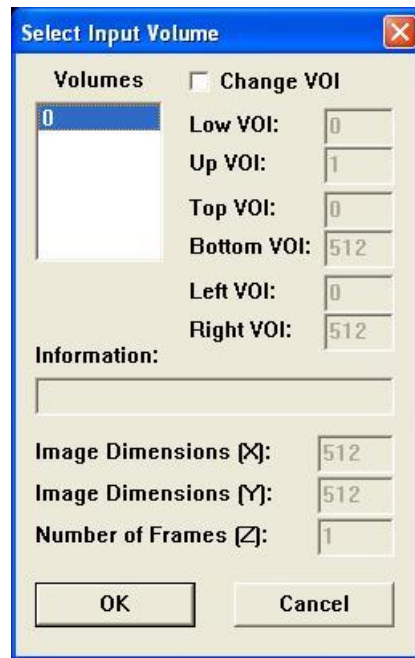 Select Input Volume
Volumes
Change VOI
0
Low VOI: 0
Up VOI: 1
Top VOI: 0
Bottom VOI: 512
Left VOI: 0
Right VOI: 512
Information:
Image Dimensions (X): 512
Image Dimensions (Y): 512
Number of Frames (Z): 1
OK
Cancel